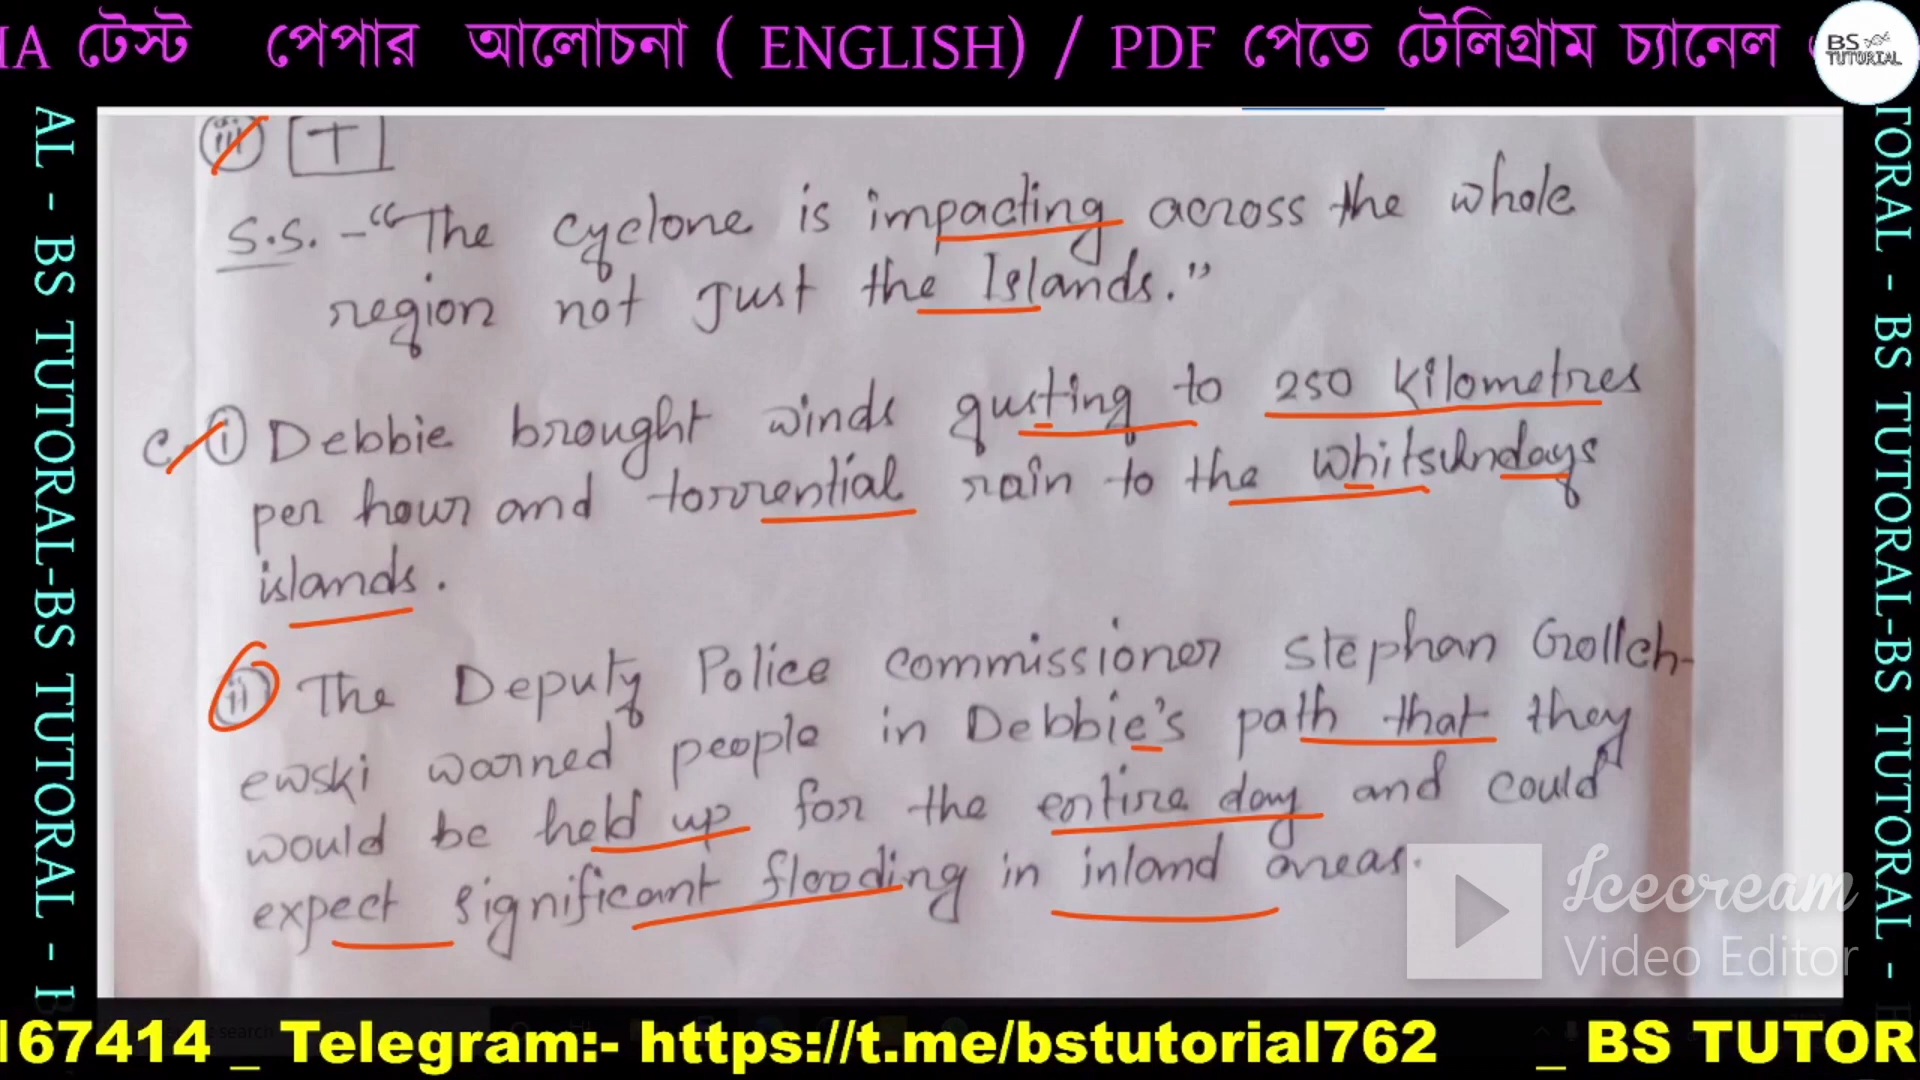 IA টেস্ট পেপার আলোচনা ( ENGLISH) / PDF পেতে টেলিগ্রাম চ্যানেল
BS
TUTORIAL
AL - BS TUTORIAL-BS TUTORIAL - B
TORIAL - BS TUTORIAL-BS TUTORIAL -
iii T
S.S. - "The cyclone is impacting across the whole
region not just the Islands."
C. i Debbie brought winds gusting to 250 kilometres
per hour and torrential rain to the whitsundays
islands.
ii The Deputy Police commissioner stephan Grollch-
ewski warned people in Debbie's path that they
would be held up for the entire day and could
expect significant flooding in inland areas.
Icecream
Video Editor
search
167414 _ Telegram:- https://t.me/bstutorial762 _ BS TUTOR